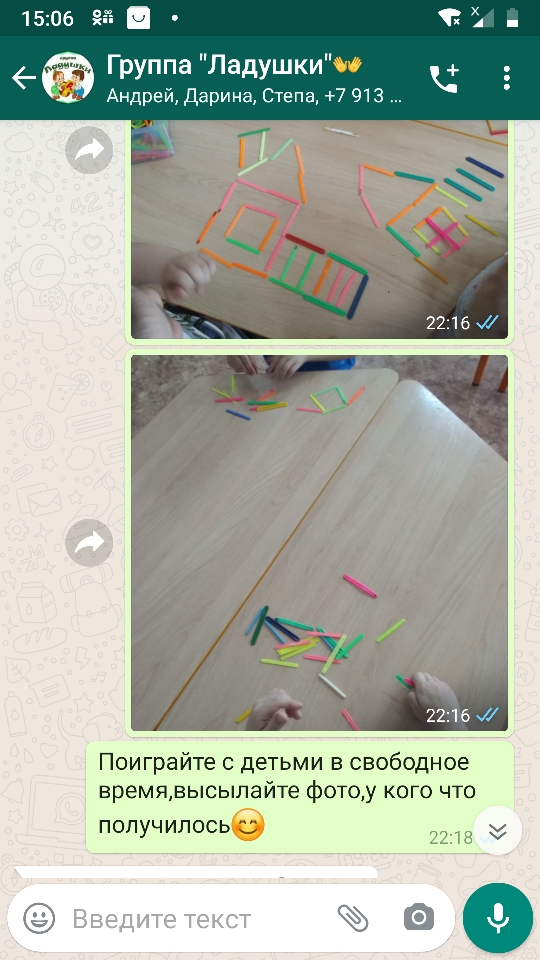 15:06
x
Группа "Ладушки"👐
Андрей, Дарина, Степа, +7 913 ...
22:16
22:16
Поиграйте с детьми в свободное
время,высылайте фото,у кого что
получилось😊
22:18
Введите текст